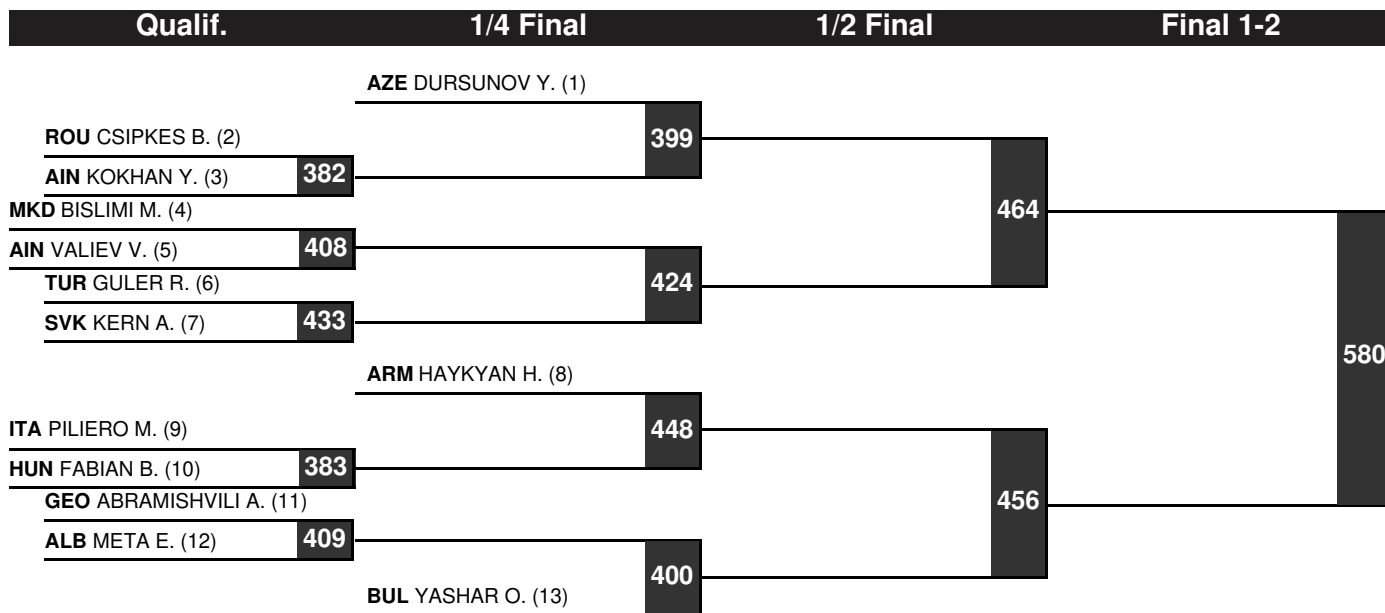 Qualif. 1/4 Final 1/2 Final Final 1-2
AZE DURSUNOV Y. (1)
399
ROU CSIPKES B. (2)
382
AIN KOKHAN Y. (3)
464
MKD BISLIMI M. (4)
408
AIN VALIEV V. (5)
424
TUR GULER R. (6)
433
SVK KERN A. (7)
580
ARM HAYKYAN H. (8)
448
ITA PILIERO M. (9)
383
HUN FABIAN B. (10)
456
GEO ABRAMISHVILI A. (11)
409
ALB META E. (12)
400
BUL YASHAR O. (13)